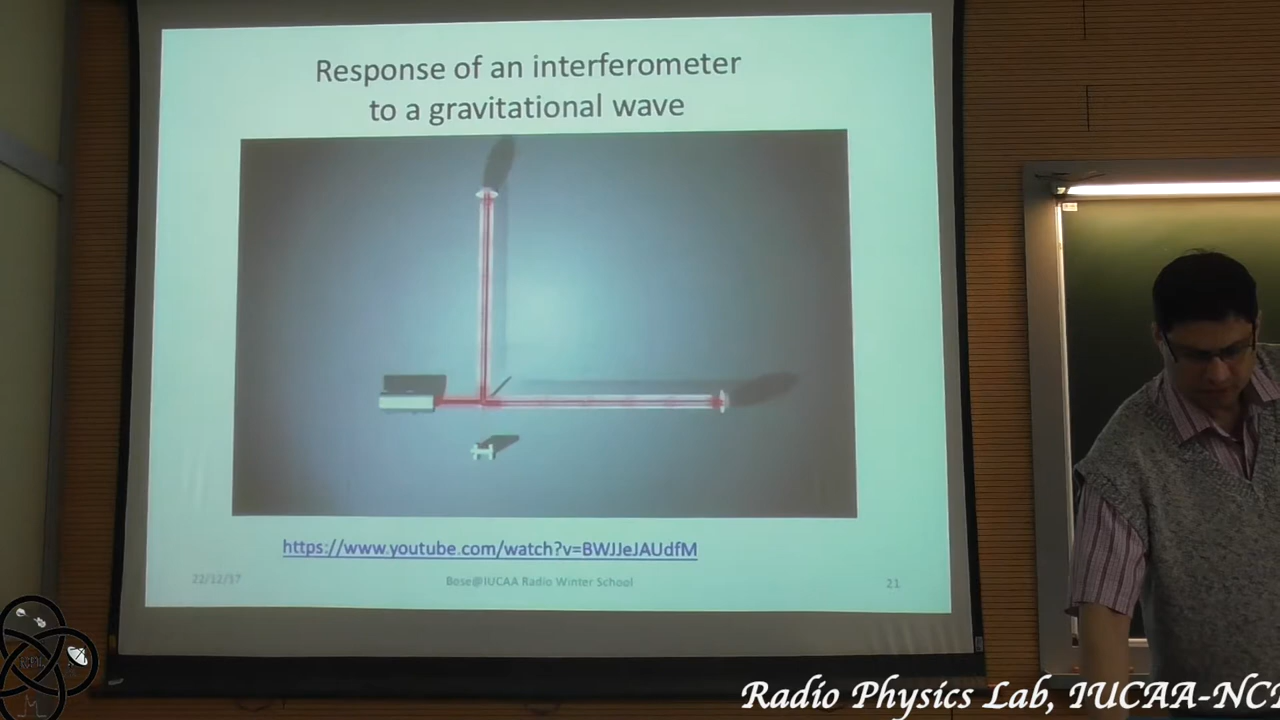 Response of an interferometer
to a gravitational wave
https://www.youtube.com/watch?v=BWJJeJAUdfM
22/12/17
Bose@IUCAA Radio Winter School
21
Radio Physics Lab, IUCAA-NC